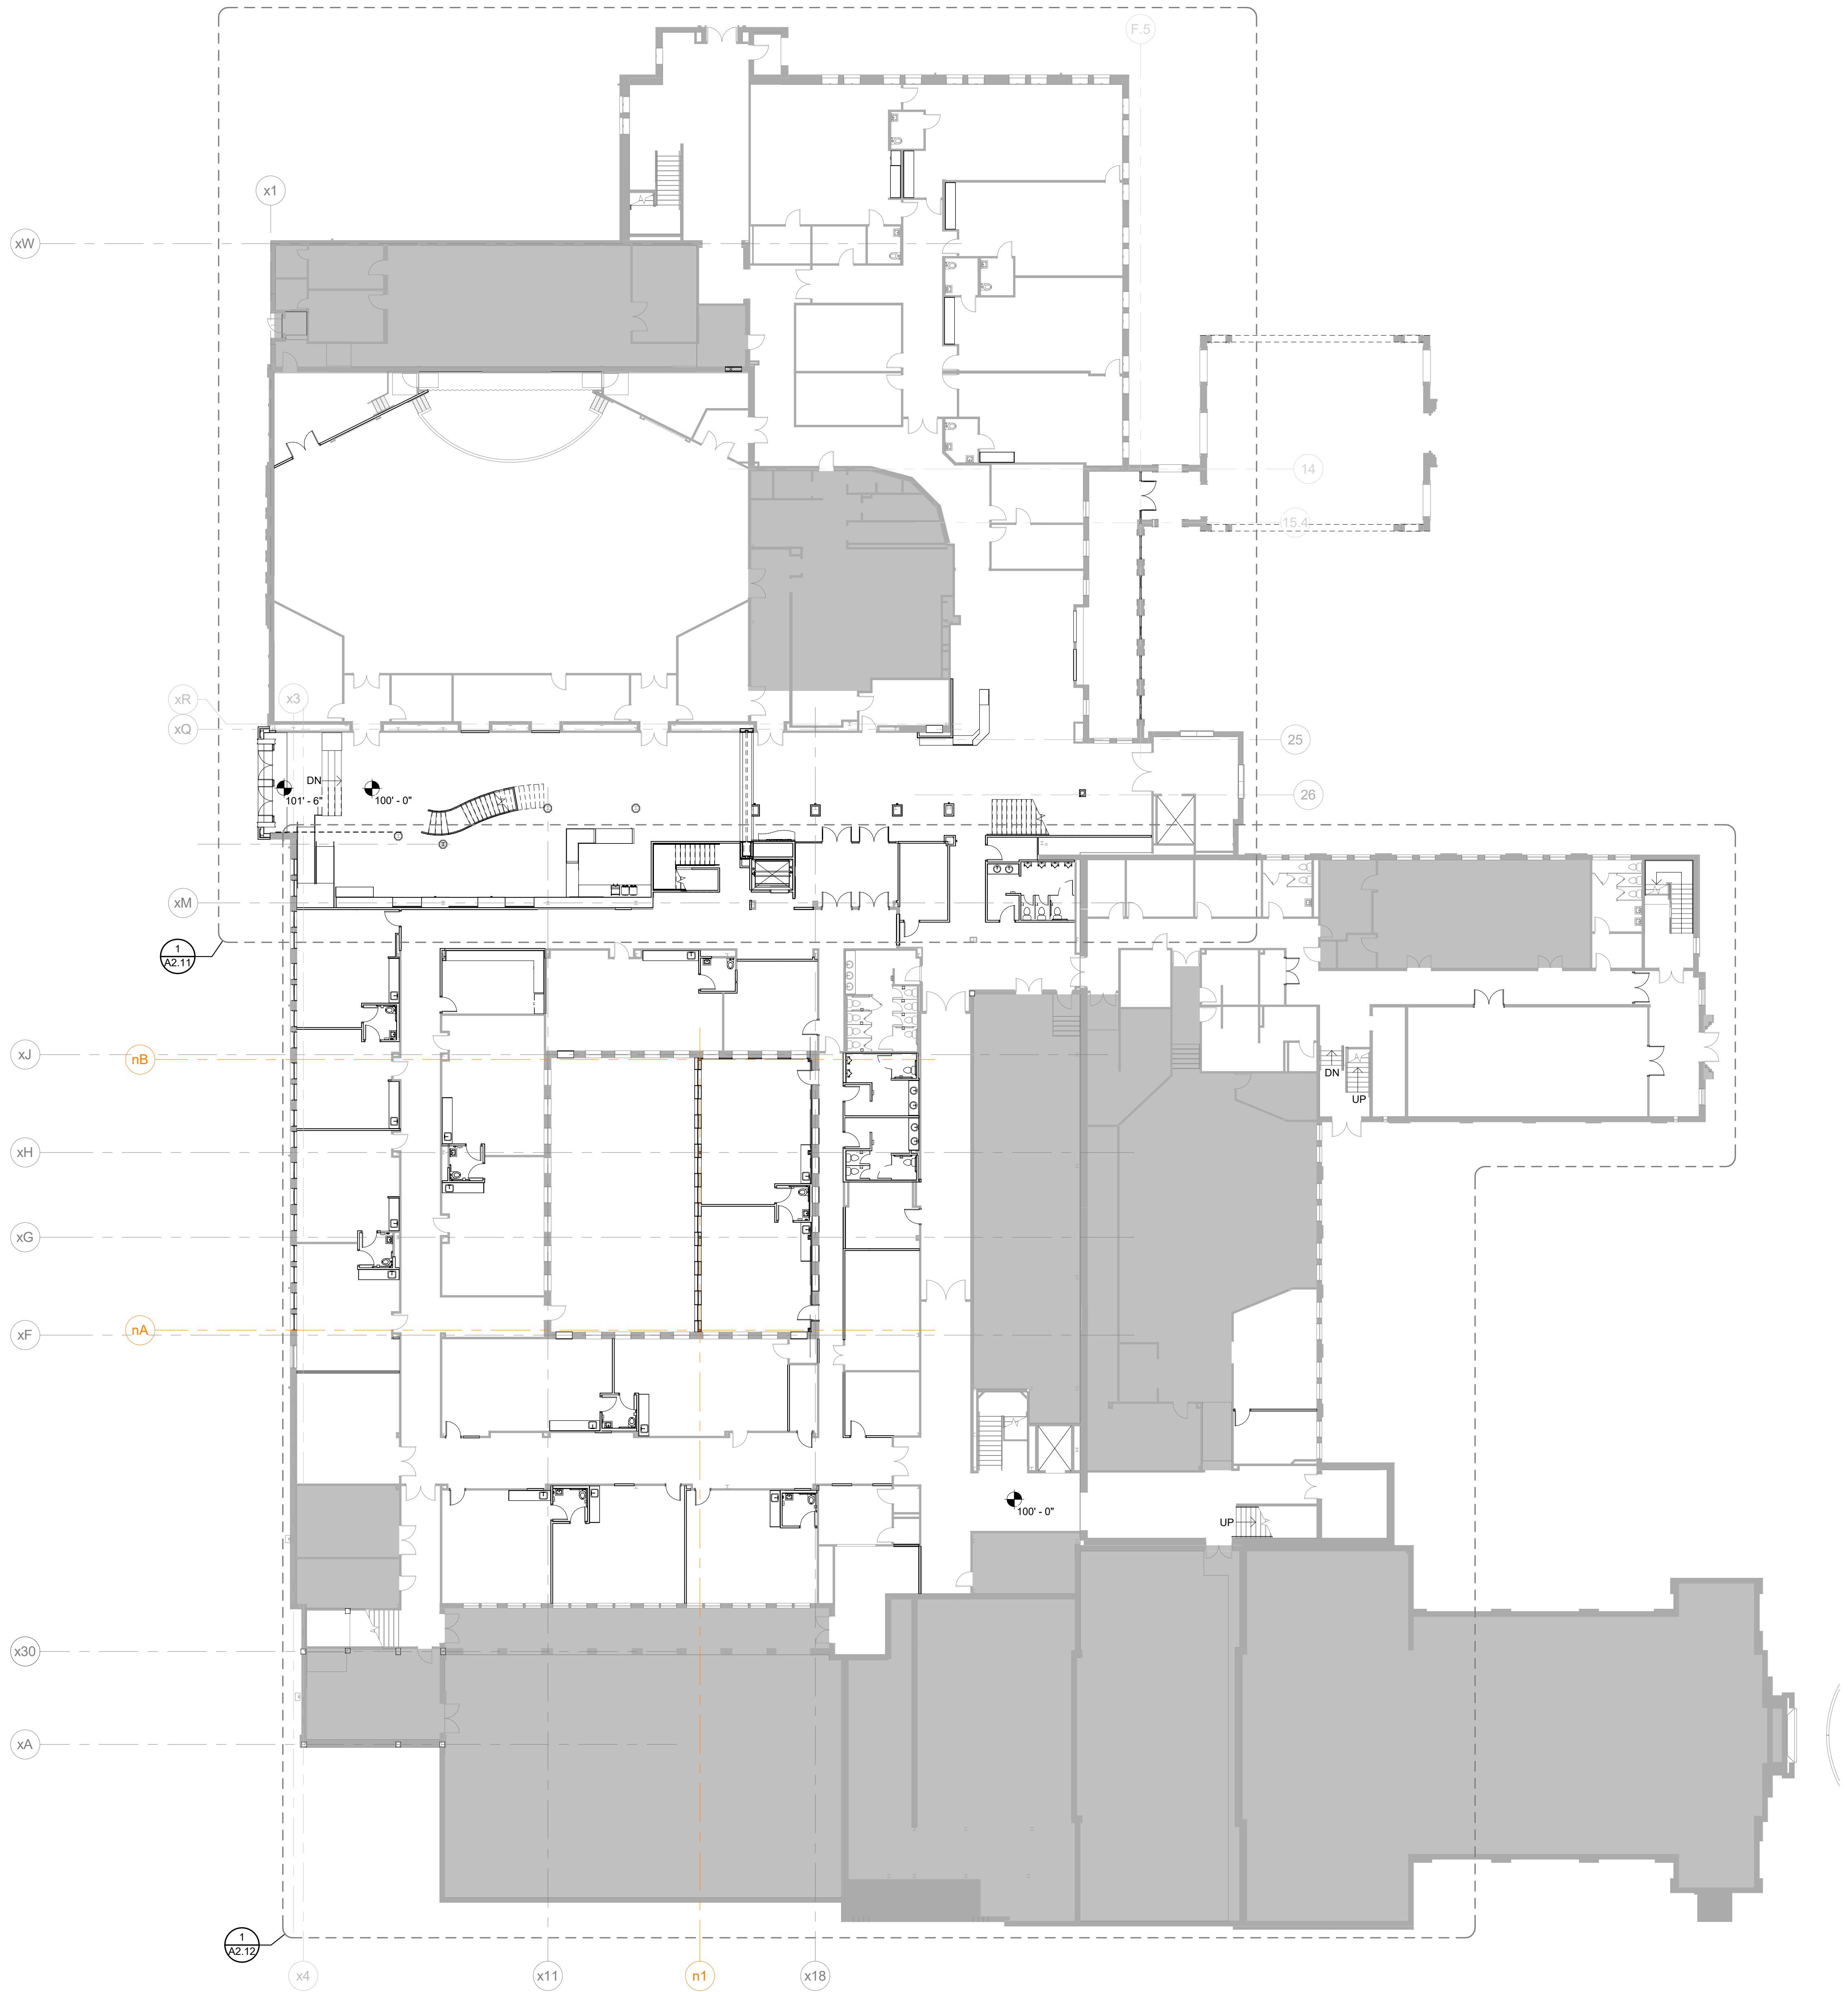 F.5
x1
xW
14
15.4
xR
x3
xQ
25
DN
101' - 6"
100' - 0"
26
xM
1
A2.11
xJ
nB
DN
UP
xH
xG
nA
xF
100' - 0"
UP
x30
xA
1
A2.12
x4
x11
n1
x18